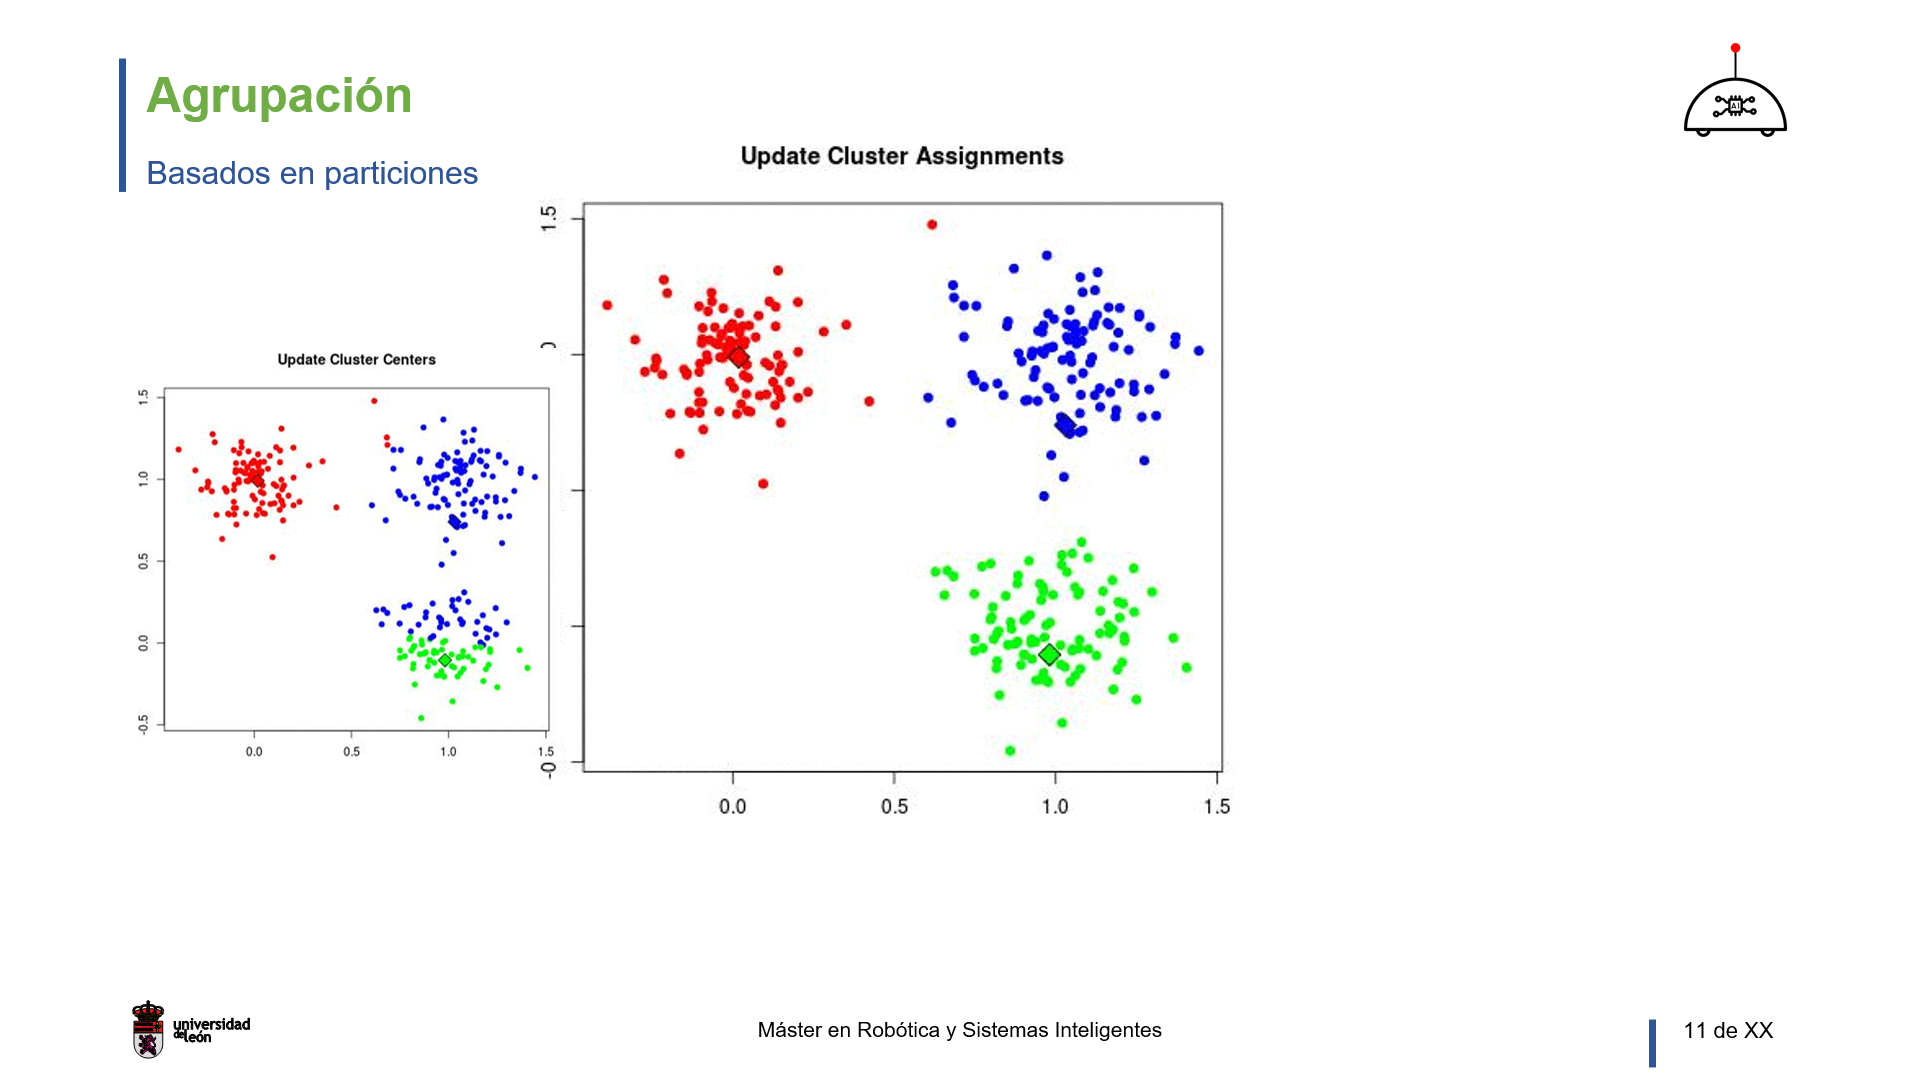 Agrupación
Basados en particiones
AI
Update Cluster Centers
1.5
1.0
0.5
0.0
-0.5
0.0 0.5 1.0 1.5
Update Cluster Assignments
1.5
-0
0.0 0.5 1.0 1.5
universidad
de león
Máster en Robótica y Sistemas Inteligentes
11 de XX